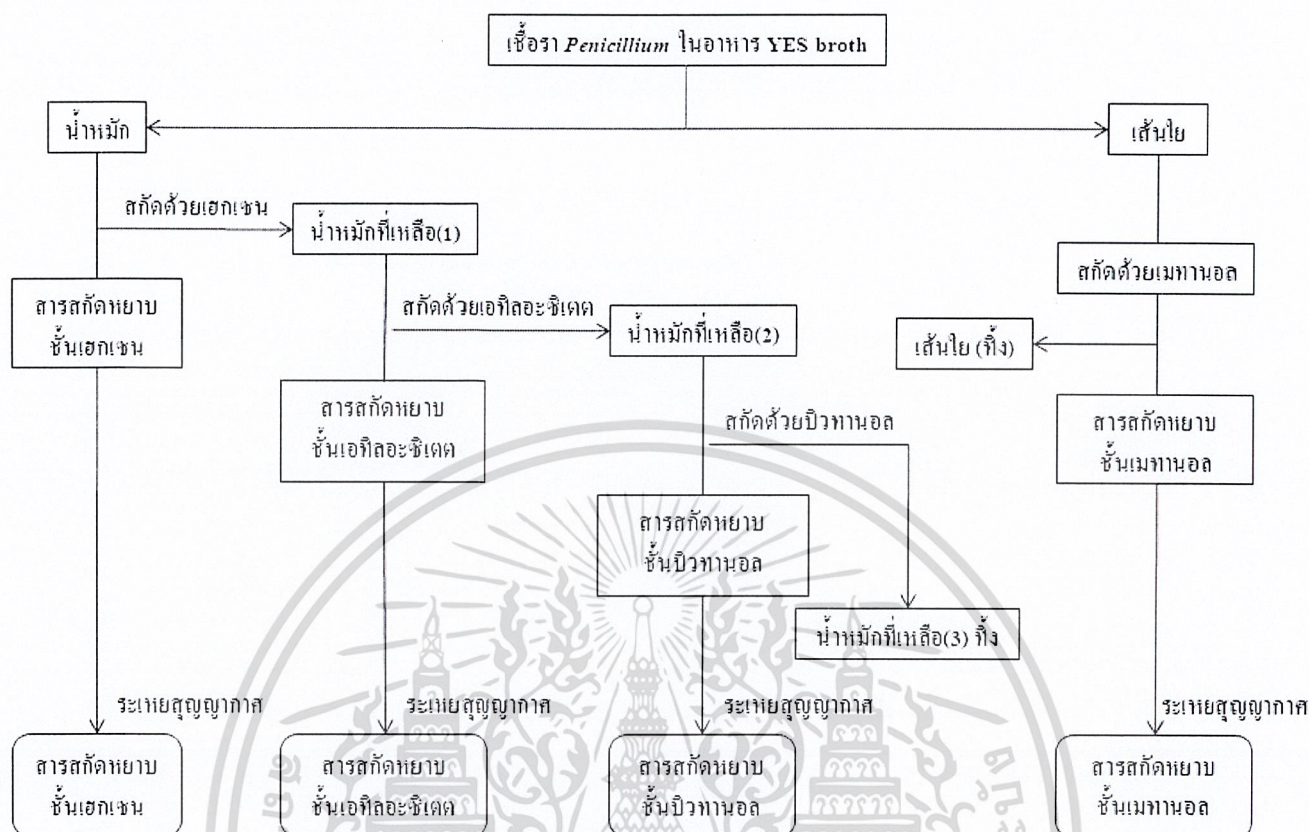 เชื้อรา Penicillium ในอาหาร YES broth
น้ำหมัก
เส้นใย
สกัดด้วยเฮกเซน
น้ำหมักที่เหลือ(1)
สกัดด้วยเมทานอล
สารสกัดหยาบ
ชั้นเฮกเซน
สกัดด้วยเอทิลอะซิเตต
น้ำหมักที่เหลือ(2)
เส้นใย (ทิ้ง)
สารสกัดหยาบ
ชั้นเอทิลอะซิเตต
สกัดด้วยบิวทานอล
สารสกัดหยาบ
ชั้นเมทานอล
สารสกัดหยาบ
ชั้นบิวทานอล
น้ำหมักที่เหลือ(3) ทิ้ง
ระเหยสุญญากาศ
ระเหยสุญญากาศ
ระเหยสุญญากาศ
ระเหยสุญญากาศ
สารสกัดหยาบ
ชั้นเฮกเซน
สารสกัดหยาบ
ชั้นเอทิลอะซิเตต
สารสกัดหยาบ
ชั้นบิวทานอล
สารสกัดหยาบ
ชั้นเมทานอล